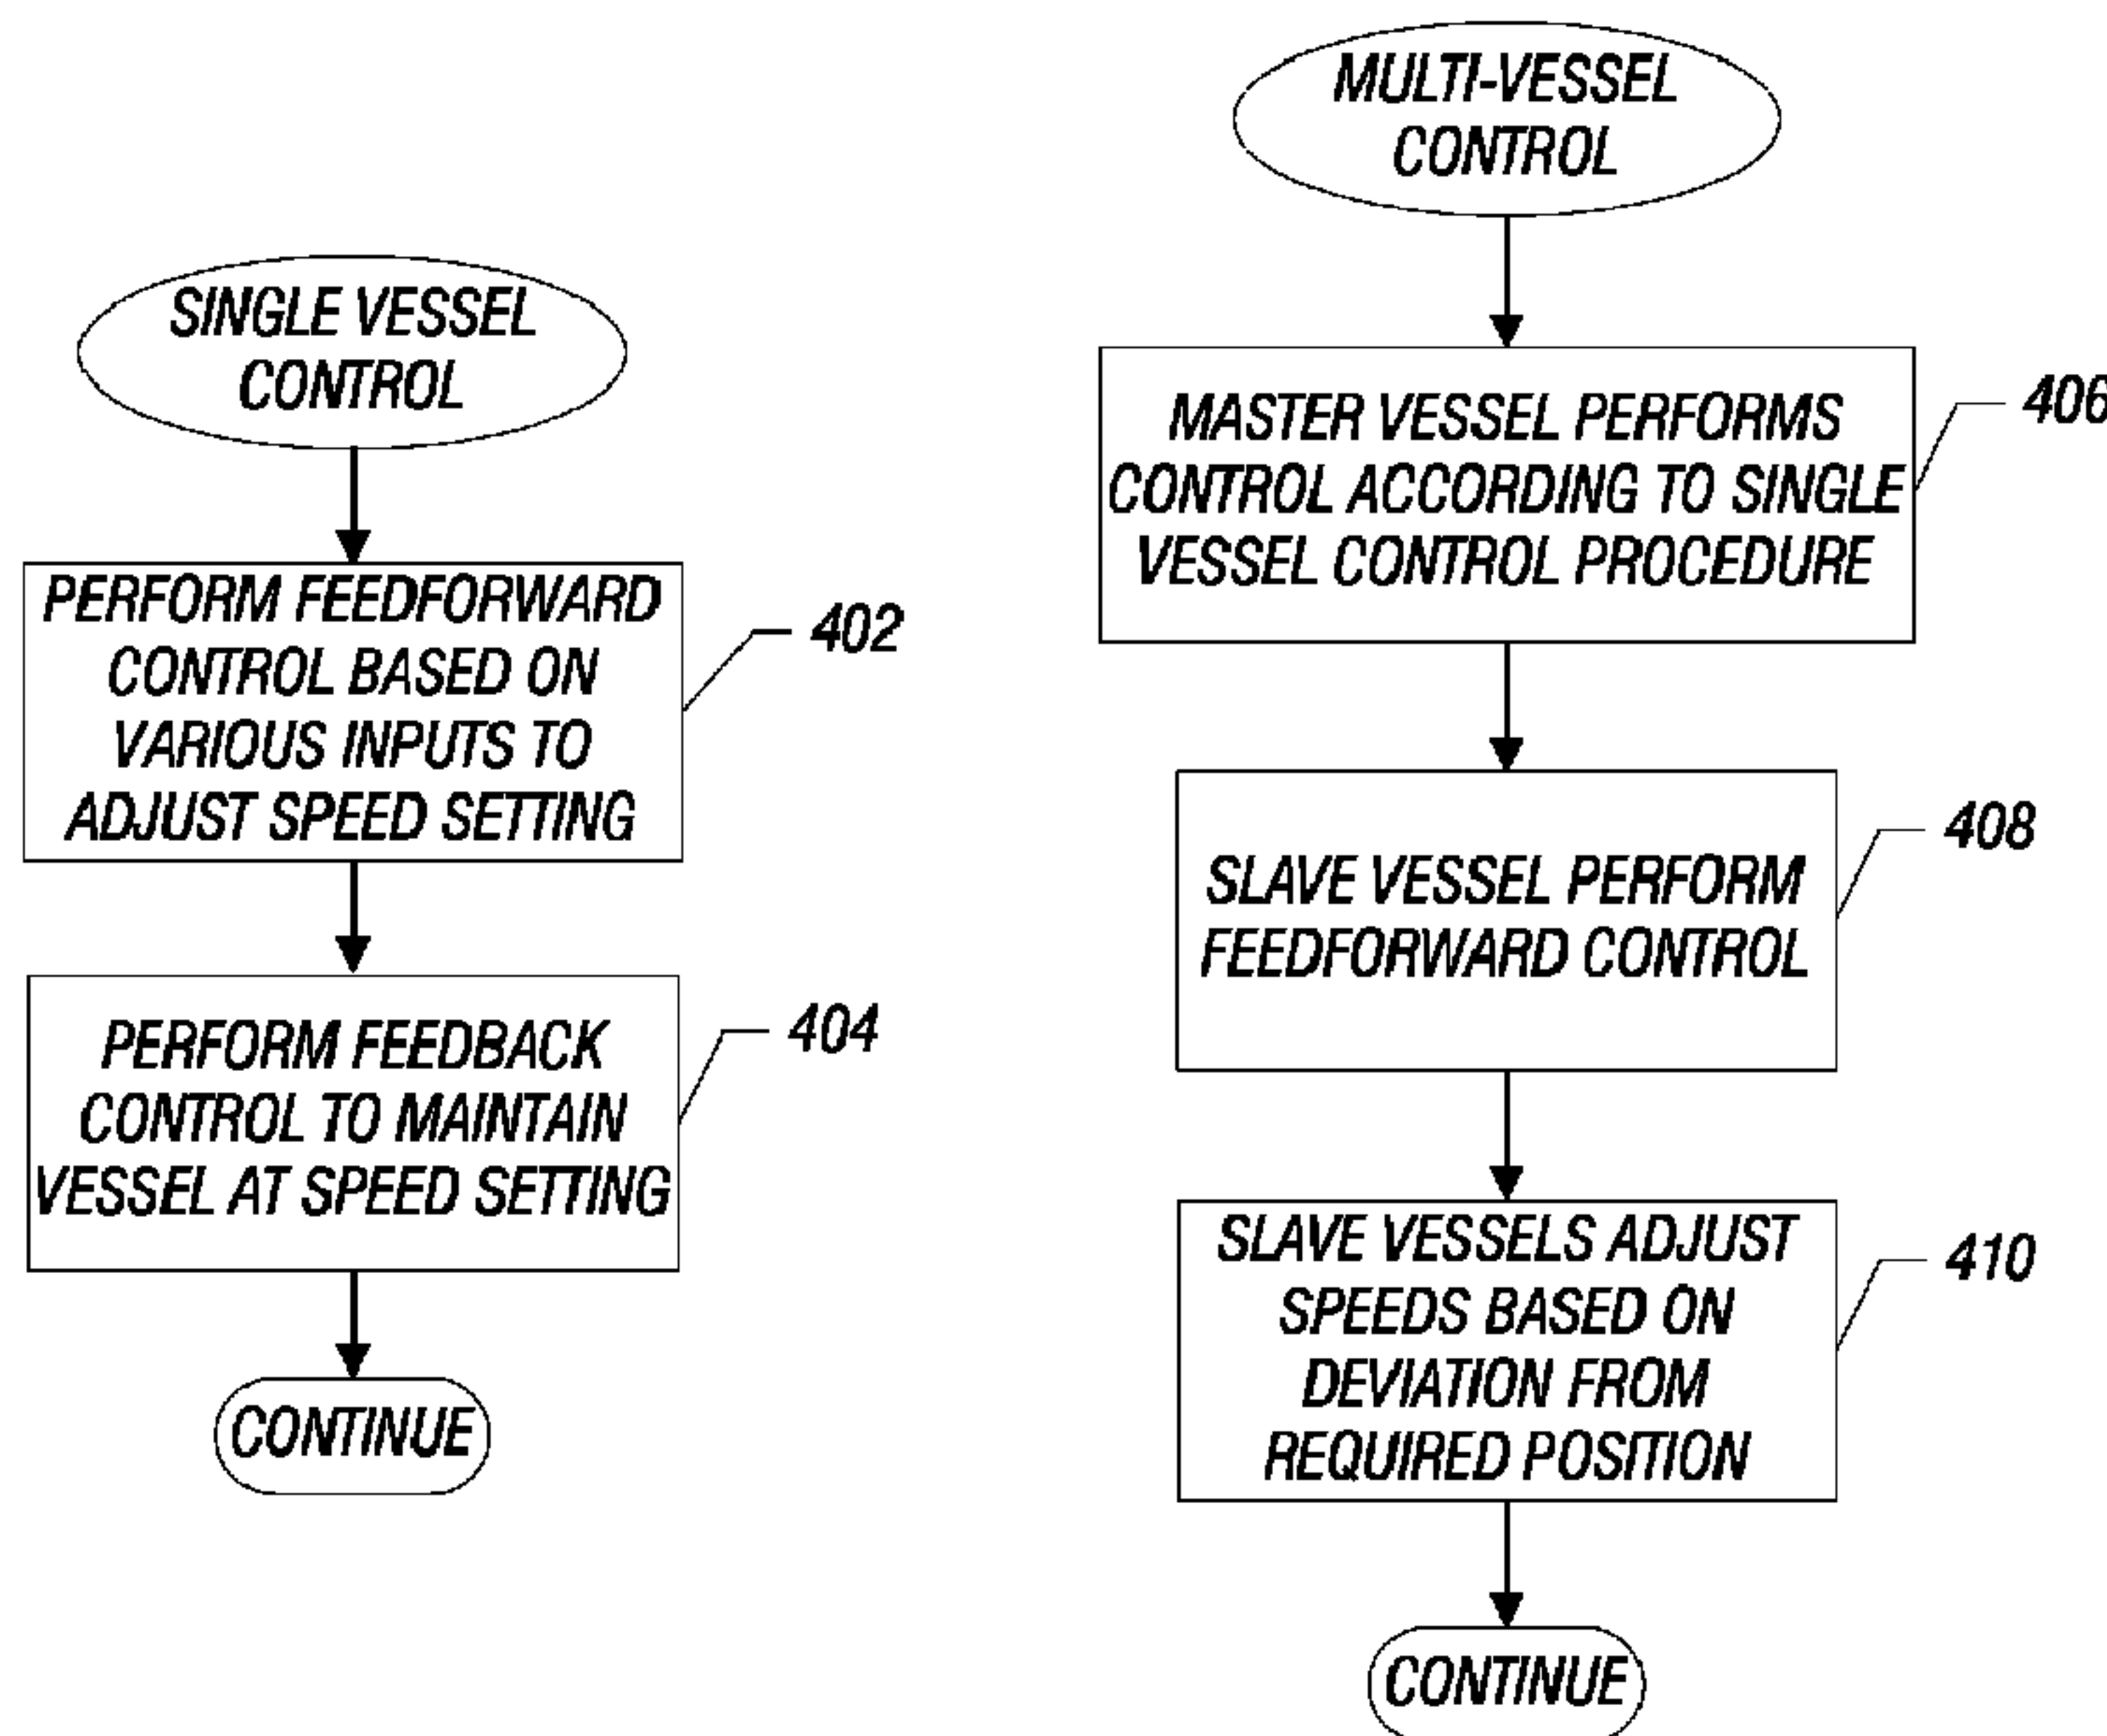 SINGLE VESSEL
CONTROL
PERFORM FEEDFORWARD
CONTROL BASED ON
VARIOUS INPUTS TO
ADJUST SPEED SETTING
402
PERFORM FEEDBACK
CONTROL TO MAINTAIN
VESSEL AT SPEED SETTING
404
CONTINUE
MULTI-VESSEL
CONTROL
MASTER VESSEL PERFORMS
CONTROL ACCORDING TO SINGLE
VESSEL CONTROL PROCEDURE
406
SLAVE VESSEL PERFORM
FEEDFORWARD CONTROL
408
SLAVE VESSELS ADJUST
SPEEDS BASED ON
DEVIATION FROM
REQUIRED POSITION
410
CONTINUE